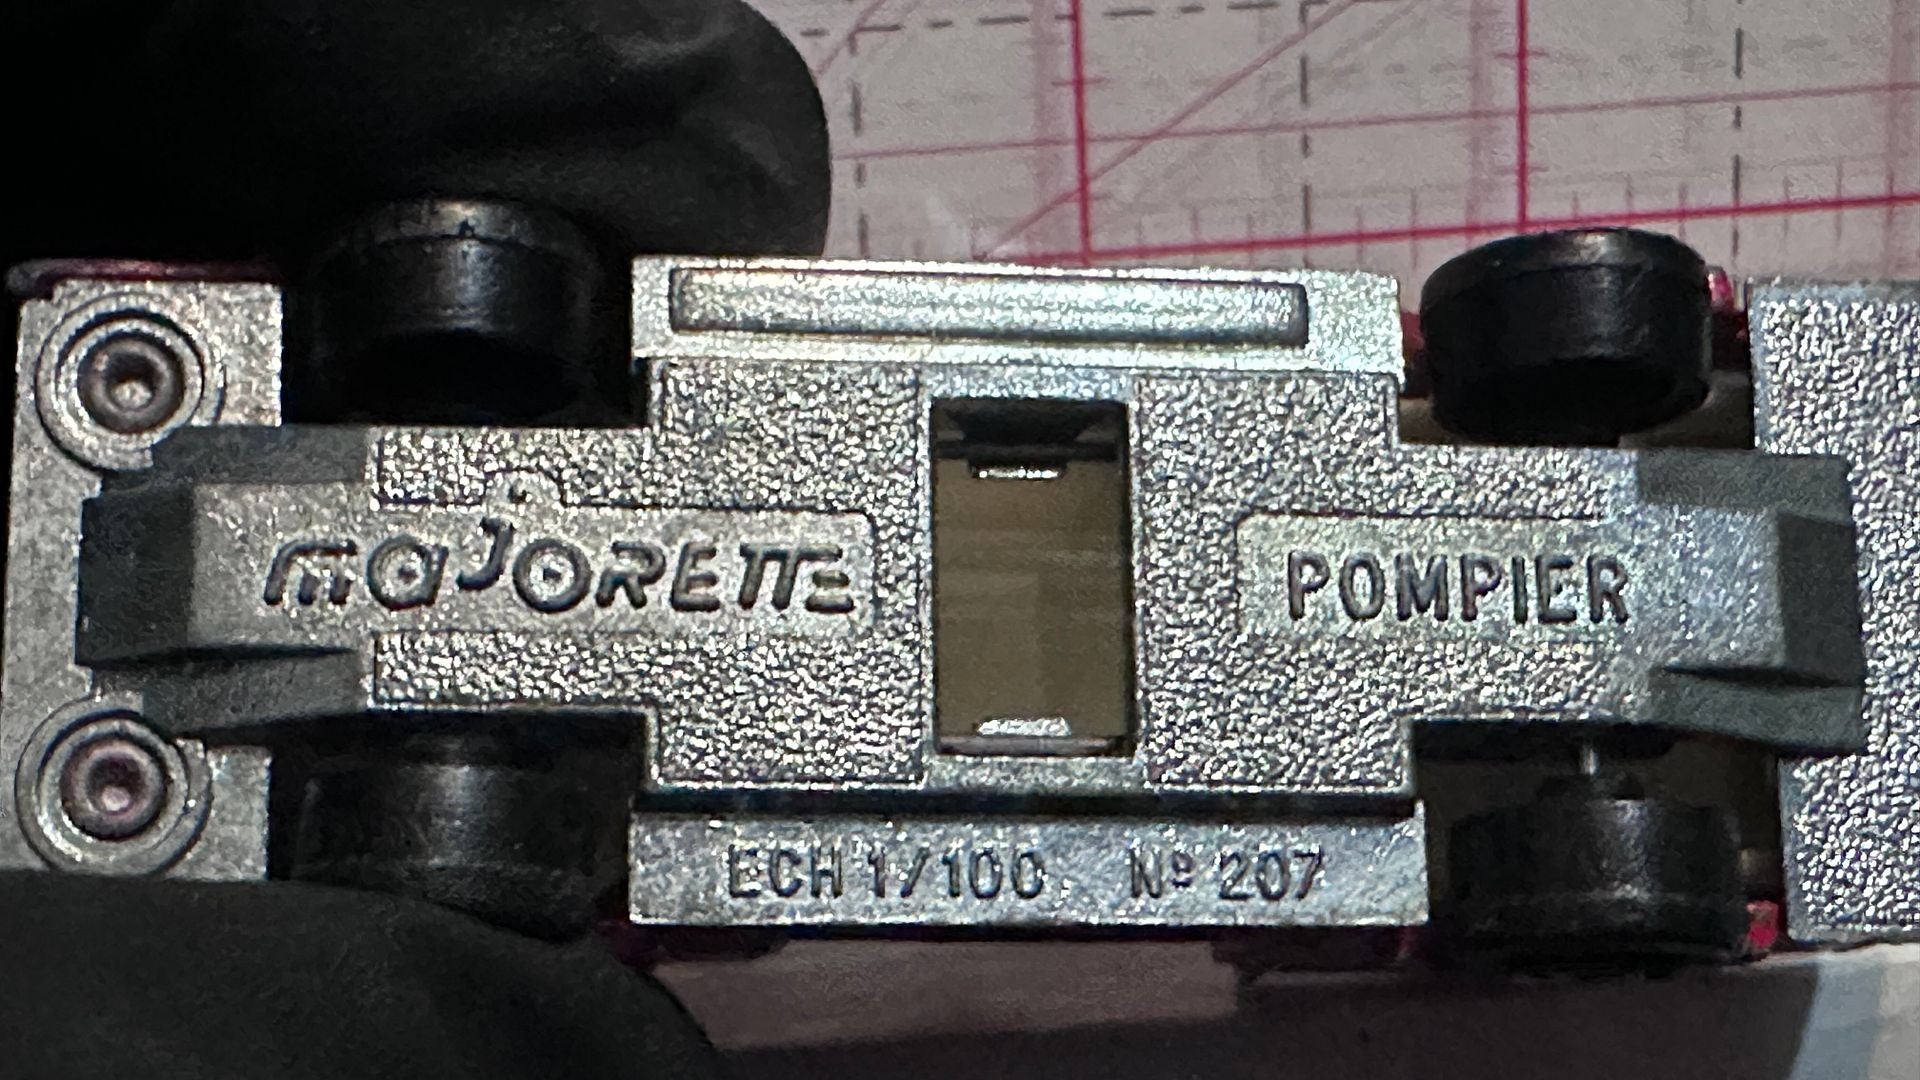 MAJORETTE
POMPIER
ECH 1/100 Nº 207